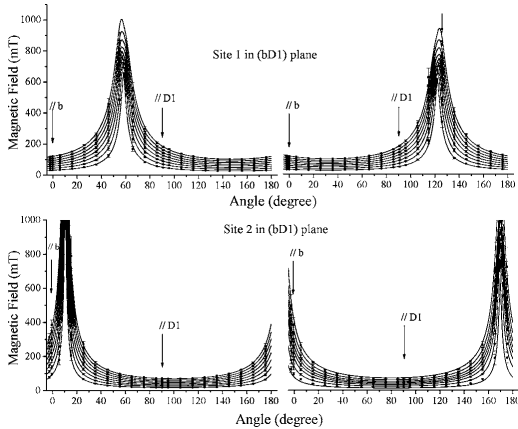 1000
800
600
400
200
0
Magnetic Field (mT)
Site 1 in (bD1) plane
// b
// D1
// b
// D1
0 20 40 60 80 100 120 140 160 180
0 20 40 60 80 100 120 140 160 180
Angle (degree)
Site 2 in (bD1) plane
1000
800
600
400
200
0
Magnetic Field (mT)
// b
// D1
// b
// D1
0 20 40 60 80 100 120 140 160 180
0 20 40 60 80 100 120 140 160 180
Angle (degree)